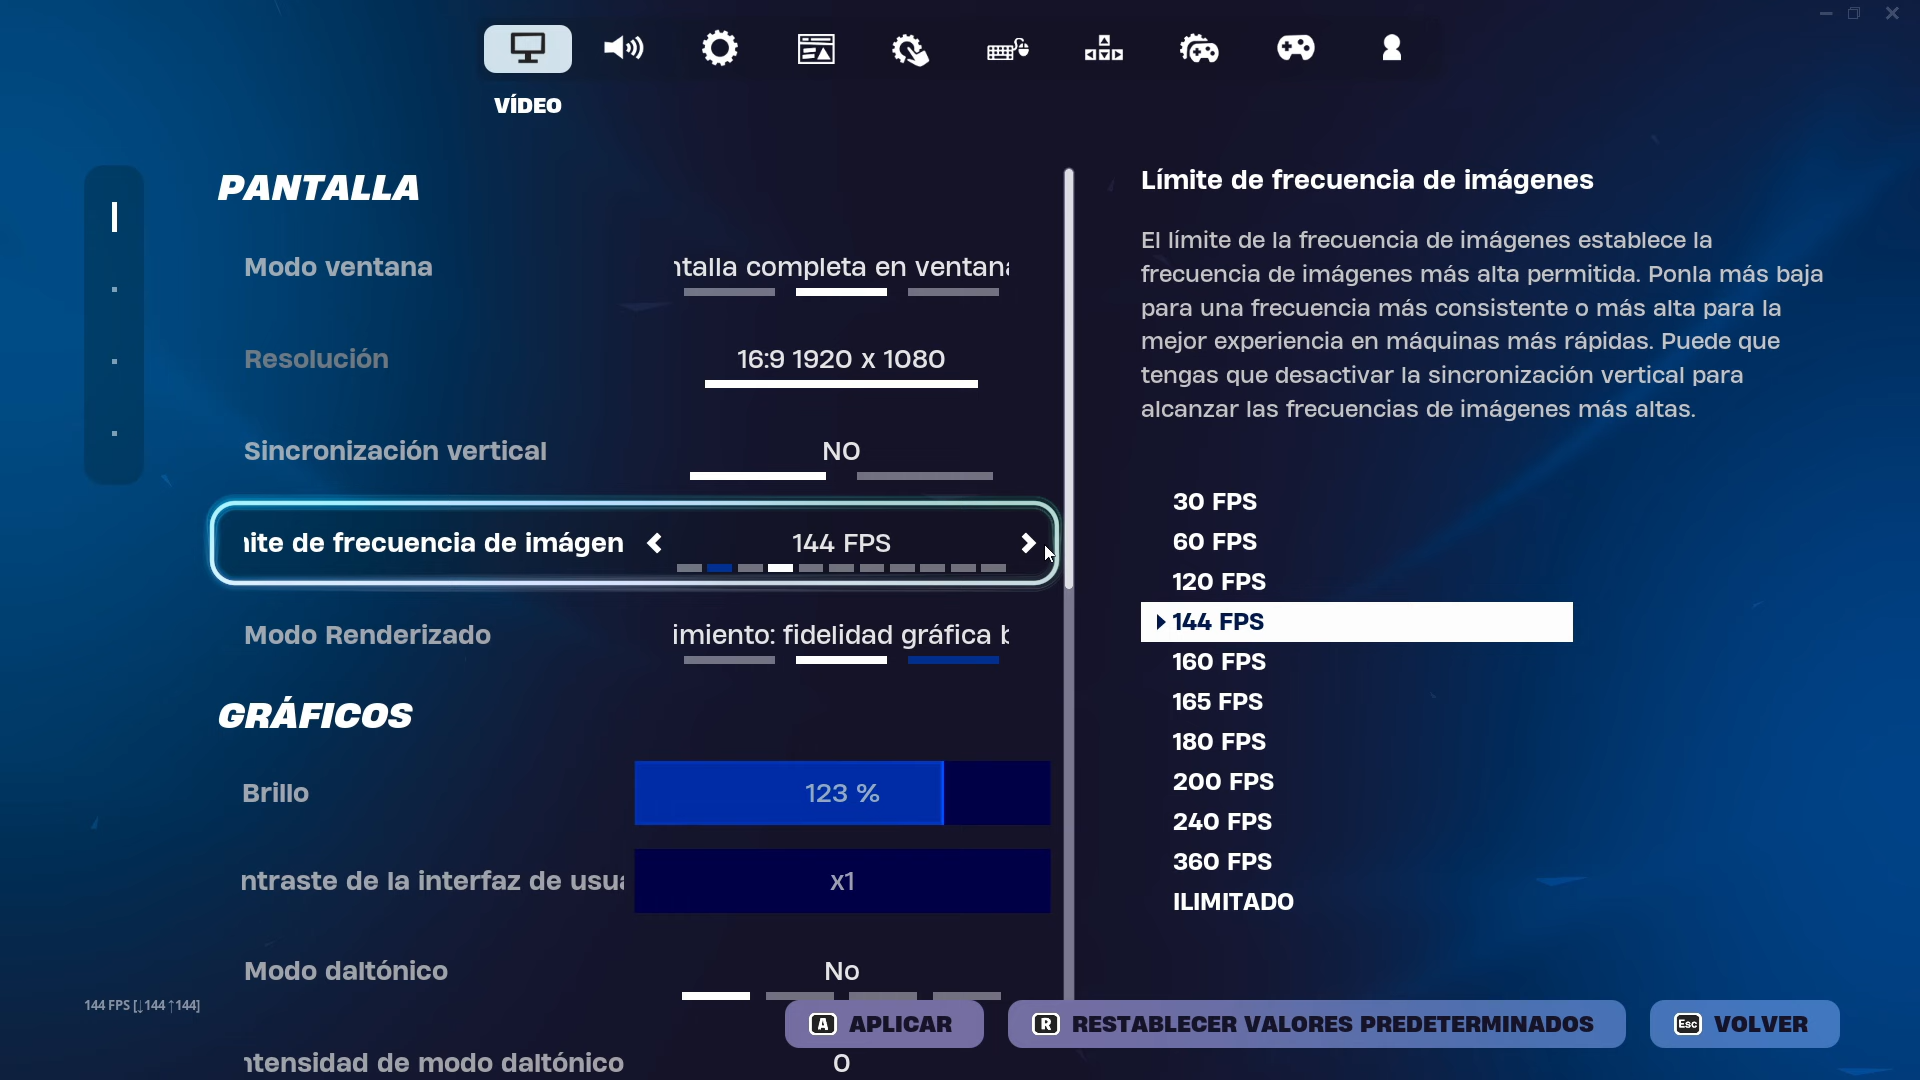 VÍDEO
PANTALLA
Modo ventana
ntalla completa en ventana
Resolución
16:9 1920 x 1080
Sincronización vertical
NO
mite de frecuencia de imágen
144 FPS
Modo Renderizado
imiento: fidelidad gráfica b
GRÁFICOS
Brillo
123 %
ntraste de la interfaz de usua
x1
Modo daltónico
No
ntensidad de modo daltónico
0
144 FPS [↓144 ↑144]
Límite de frecuencia de imágenes
El límite de la frecuencia de imágenes establece la
frecuencia de imágenes más alta permitida. Ponla más baja
para una frecuencia más consistente o más alta para la
mejor experiencia en máquinas más rápidas. Puede que
tengas que desactivar la sincronización vertical para
alcanzar las frecuencias de imágenes más altas.
30 FPS
60 FPS
120 FPS
144 FPS
160 FPS
165 FPS
180 FPS
200 FPS
240 FPS
360 FPS
ILIMITADO
A APLICAR
R RESTABLECER VALORES PREDETERMINADOS
Esc VOLVER